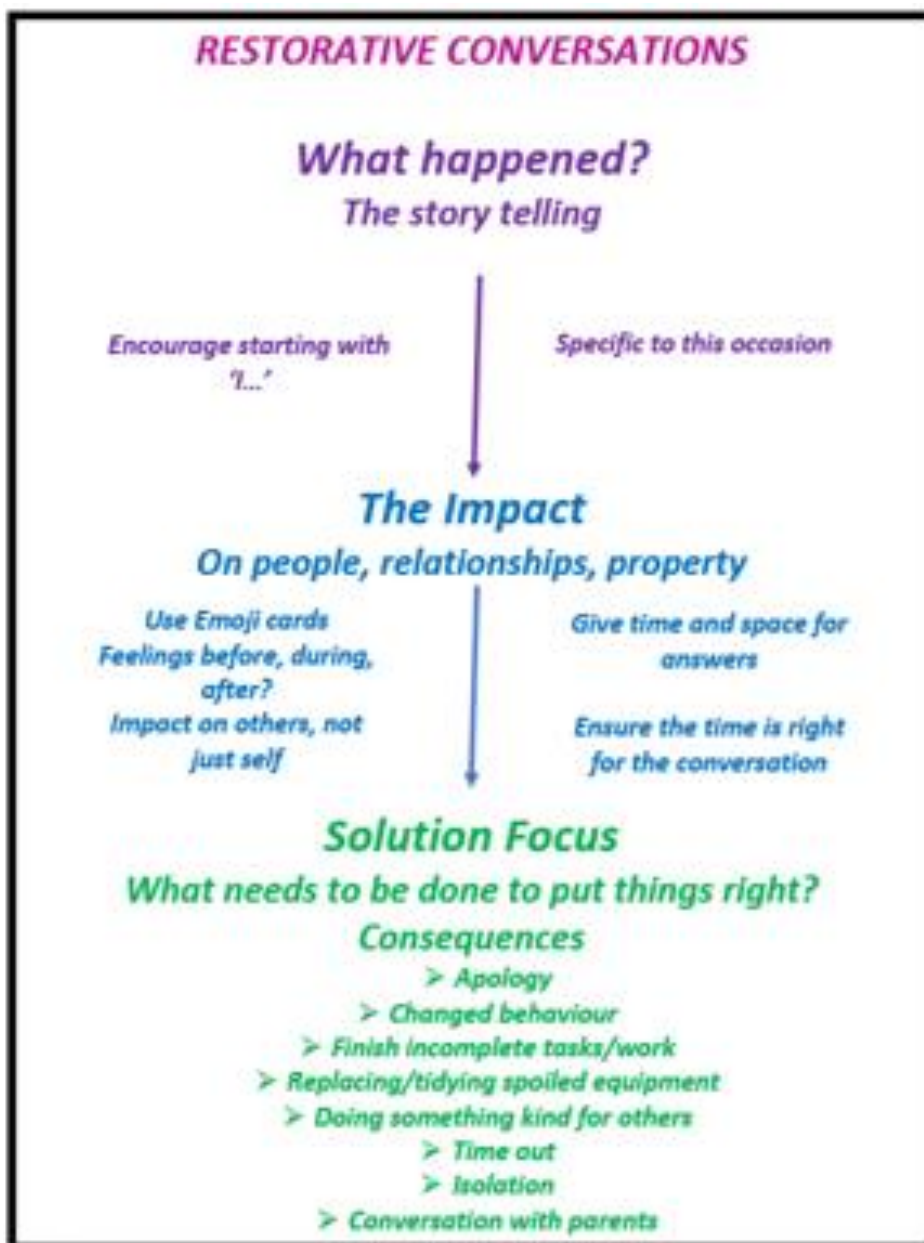 RESTORATIVE CONVERSATIONS
What happened?
The story telling
Encourage starting with
'I...'
Specific to this occasion
The Impact
On people, relationships, property
Use Emoji cards
Feelings before, during,
after?
Impact on others, not
just self
Give time and space for
answers
Ensure the time is right
for the conversation
Solution Focus
What needs to be done to put things right?
Consequences
➢ Apology
➢ Changed behaviour
➢ Finish incomplete tasks/work
➢ Replacing/tidying spoiled equipment
➢ Doing something kind for others
➢ Time out
➢ Isolation
➢ Conversation with parents